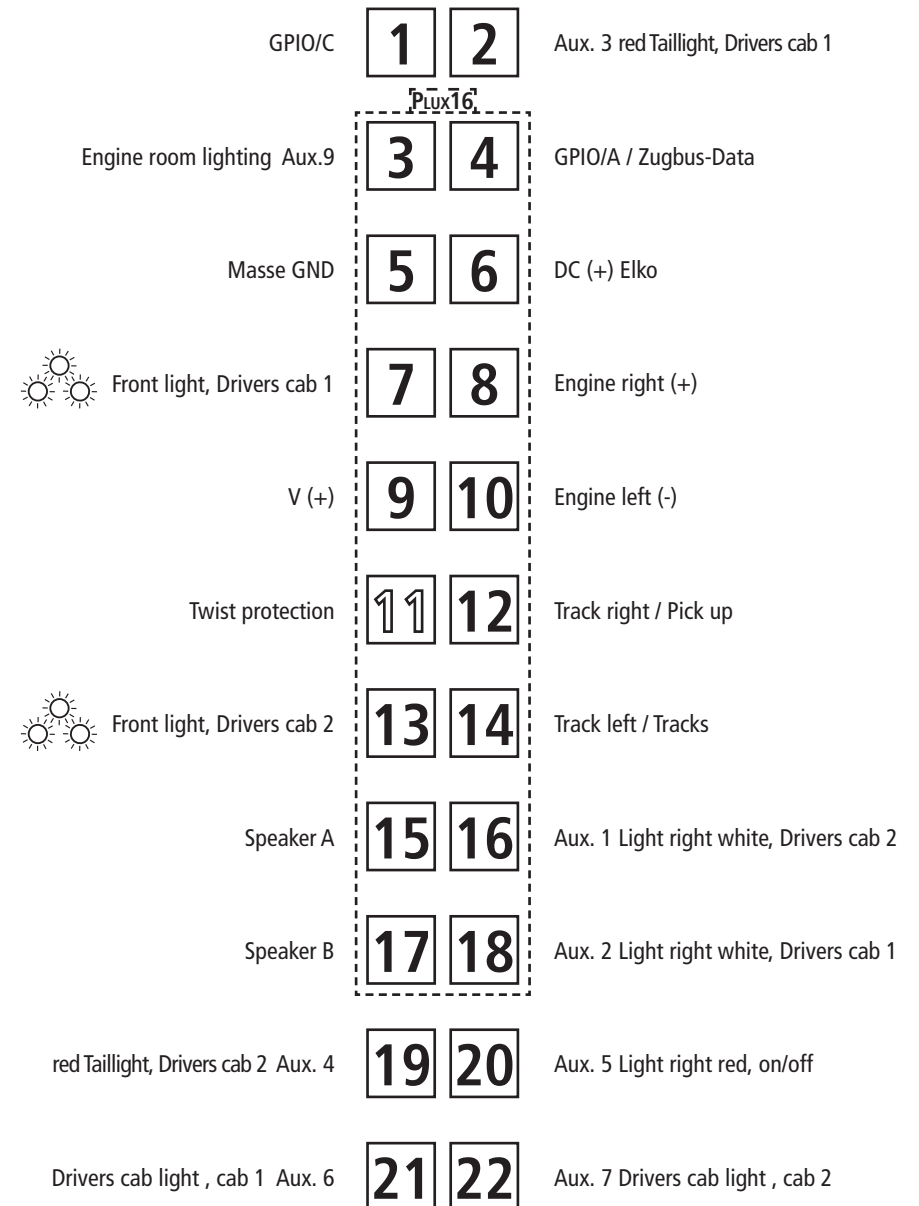 GPIO/C 1 2 Aux. 3 red Taillight, Drivers cab 1
PLUX16
Engine room lighting Aux.9 3 4 GPIO/A / Zugbus-Data
Masse GND 5 6 DC (+) Elko
Front light, Drivers cab 1 7 8 Engine right (+)
V (+) 9 10 Engine left (-)
Twist protection 11 12 Track right / Pick up
Front light, Drivers cab 2 13 14 Track left / Tracks
Speaker A 15 16 Aux. 1 Light right white, Drivers cab 2
Speaker B 17 18 Aux. 2 Light right white, Drivers cab 1
red Taillight, Drivers cab 2 Aux. 4 19 20 Aux. 5 Light right red, on/off
Drivers cab light , cab 1 Aux. 6 21 22 Aux. 7 Drivers cab light , cab 2